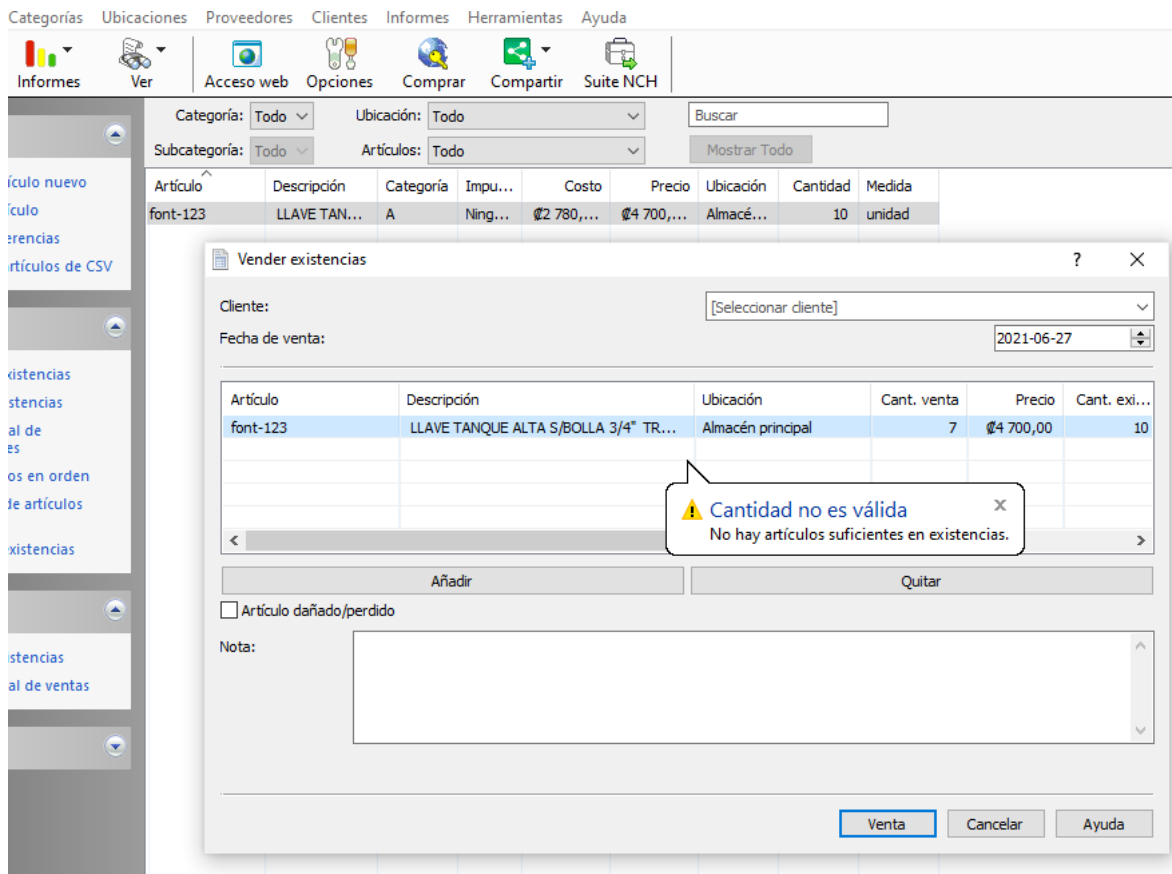 Categorías Ubicaciones Proveedores Clientes Informes Herramientas Ayuda
Informes Ver Acceso web Opciones Comprar Compartir Suite NCH
Categoría: Todo Ubicación: Todo Buscar
Subcategoría: Todo Artículos: Todo Mostrar Todo
ículo nuevo
ículo
erencias
rtículos de CSV
Artículo Descripción Categoría Impu... Costo Precio Ubicación Cantidad Medida
font-123 LLAVE TAN... A Ning... ₡2 780,... ₡4 700,... Almacé... 10 unidad
xistencias
stencias
al de
es
os en orden
de artículos
existencias
istencias
al de ventas
Vender existencias ? X
Cliente: [Seleccionar cliente]
Fecha de venta: 2021-06-27
Artículo Descripción Ubicación Cant. venta Precio Cant. exi...
font-123 LLAVE TANQUE ALTA S/BOLLA 3/4" TR... Almacén principal 7 ₡4 700,00 10
Cantidad no es válida x
No hay artículos suficientes en existencias.
Añadir Quitar
Artículo dañado/perdido
Nota:
Venta Cancelar Ayuda